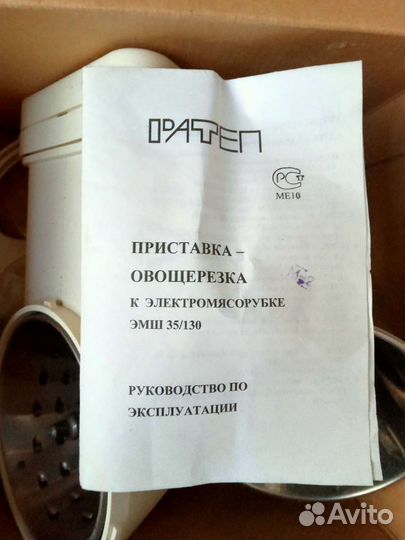 РАТЕП
РСТ
МЕ10
ПРИСТАВКА –
ОВОЩЕРЕЗКА
К ЭЛЕКТРОМЯСОРУБКЕ
ЭМШ 35/130
РУКОВОДСТВО ПО
ЭКСПЛУАТАЦИИ
Avito